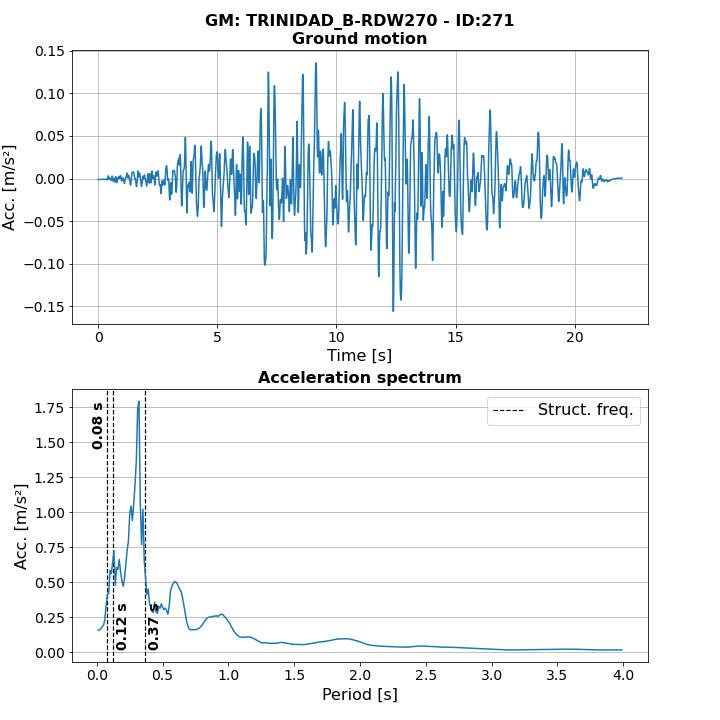 GM: TRINIDAD_B-RDW270 - ID:271
Ground motion
0.15
0.10
0.05
0.00
−0.05
−0.10
−0.15
Acc. [m/s²]
0
5
10
15
20
Time [s]
Acceleration spectrum
1.75
1.50
1.25
1.00
0.75
0.50
0.25
0.00
Acc. [m/s²]
0.08 s
0.12 s
0.37 s
Struct. freq.
0.0
0.5
1.0
1.5
2.0
2.5
3.0
3.5
4.0
Period [s]